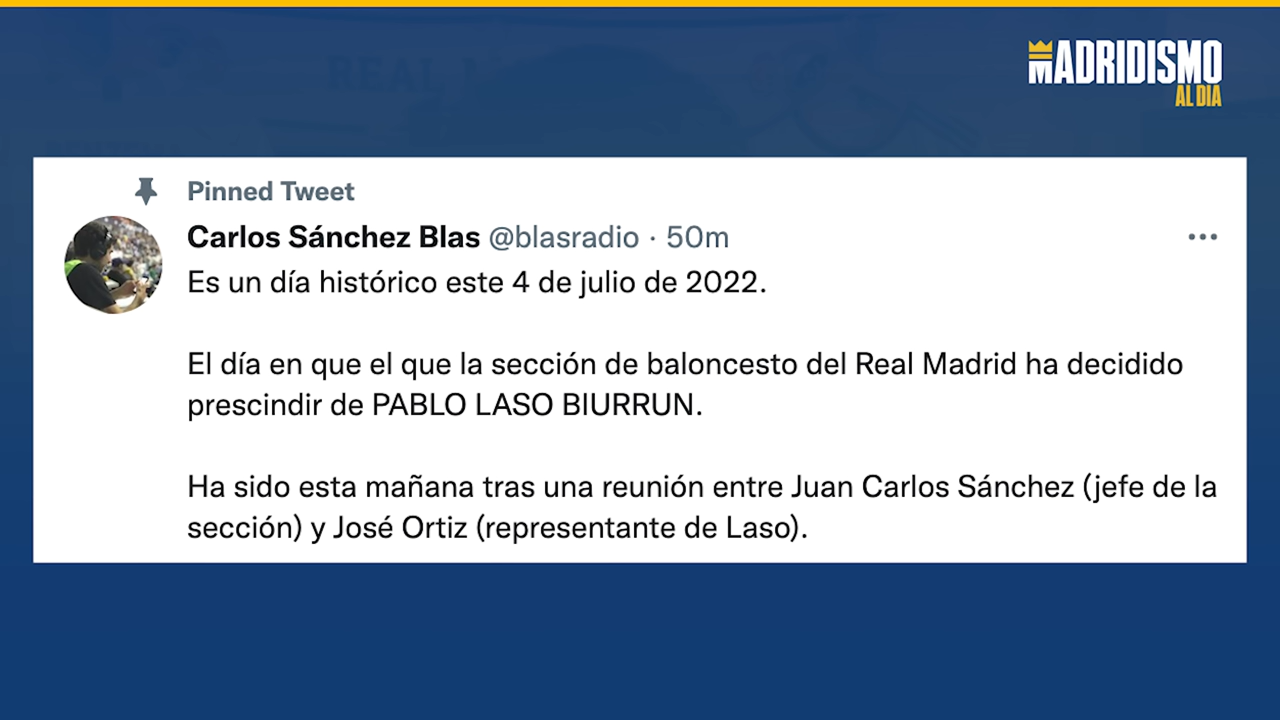 REAL
MADRIDISMO
AL DIA
Pinned Tweet
Carlos Sánchez Blas @blasradio · 50m
Es un día histórico este 4 de julio de 2022.
El día en que el que la sección de baloncesto del Real Madrid ha decidido
prescindir de PABLO LASO BIURRUN.
Ha sido esta mañana tras una reunión entre Juan Carlos Sánchez (jefe de la
sección) y José Ortiz (representante de Laso).